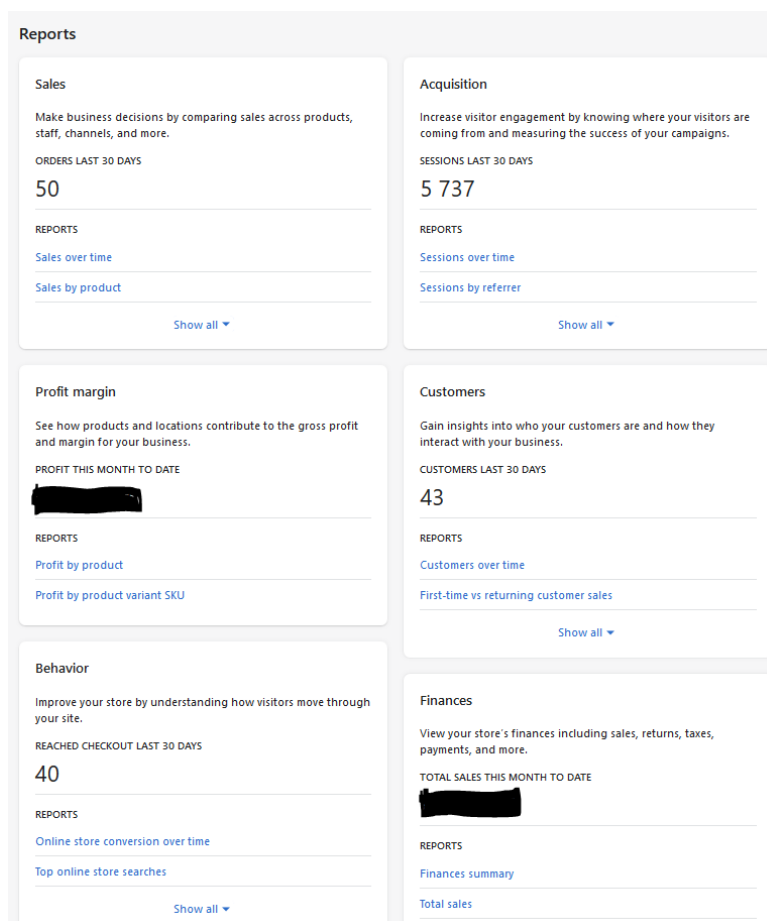 Reports
Sales
Make business decisions by comparing sales across products,
staff, channels, and more.
ORDERS LAST 30 DAYS
50
REPORTS
Sales over time
Sales by product
Show all
Acquisition
Increase visitor engagement by knowing where your visitors are
coming from and measuring the success of your campaigns.
SESSIONS LAST 30 DAYS
5 737
REPORTS
Sessions over time
Sessions by referrer
Show all
Profit margin
See how products and locations contribute to the gross profit
and margin for your business.
PROFIT THIS MONTH TO DATE
REPORTS
Profit by product
Profit by product variant SKU
Customers
Gain insights into who your customers are and how they
interact with your business.
CUSTOMERS LAST 30 DAYS
43
REPORTS
Customers over time
First-time vs returning customer sales
Show all
Behavior
Improve your store by understanding how visitors move through
your site.
REACHED CHECKOUT LAST 30 DAYS
40
REPORTS
Online store conversion over time
Top online store searches
Show all
Finances
View your store's finances including sales, returns, taxes,
payments, and more.
TOTAL SALES THIS MONTH TO DATE
REPORTS
Finances summary
Total sales